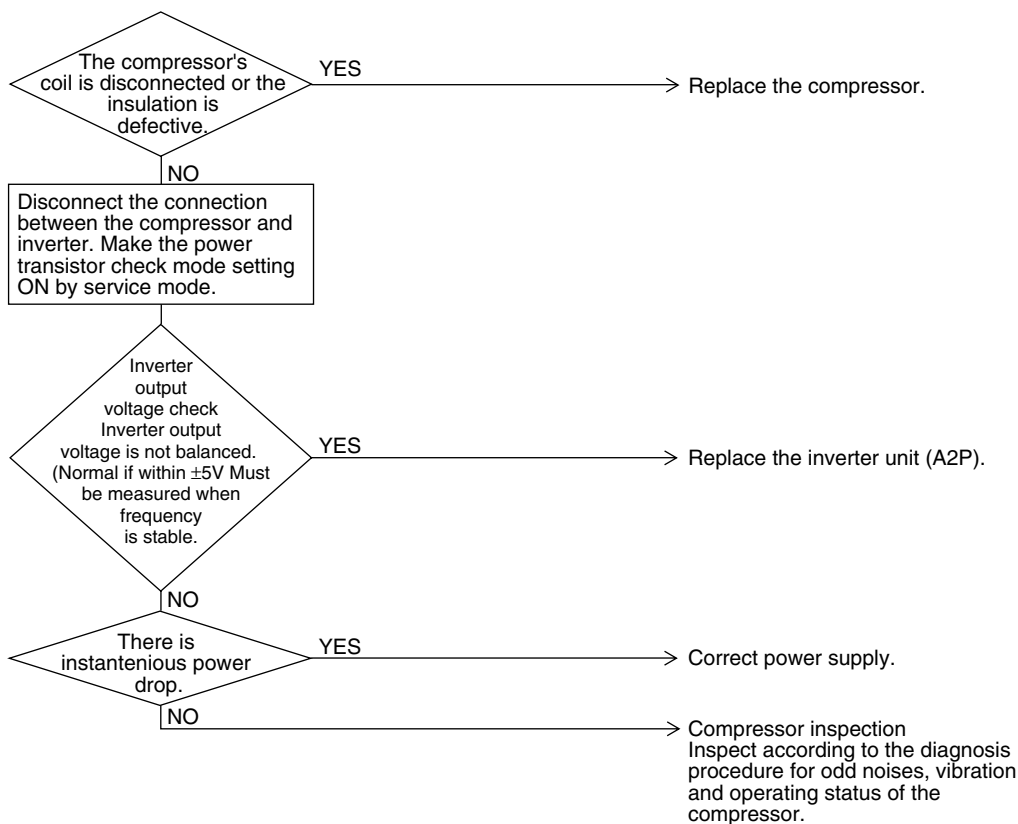 The compressor's
coil is disconnected or the
insulation is
defective.
YES
Replace the compressor.
NO
Disconnect the connection
between the compressor and
inverter. Make the power
transistor check mode setting
ON by service mode.
Inverter
output
voltage check
Inverter output
voltage is not balanced.
(Normal if within ±5V Must
be measured when
frequency
is stable.
YES
Replace the inverter unit (A2P).
NO
There is
instantenious power
drop.
YES
Correct power supply.
NO
Compressor inspection
Inspect according to the diagnosis
procedure for odd noises, vibration
and operating status of the
compressor.